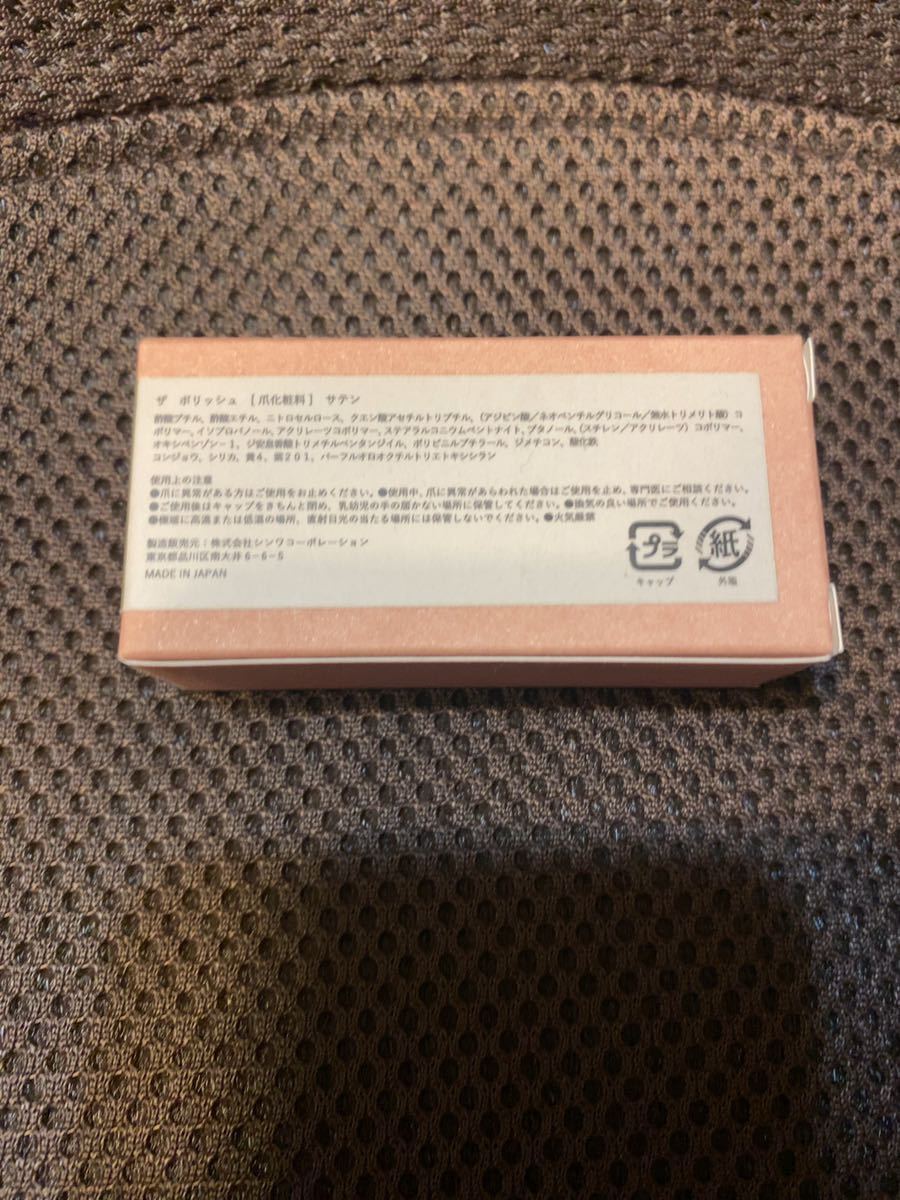 ザ ポリッシュ [爪化粧料] サテン
酢酸ブチル、酢酸エチル、ニトロセルロース、クエン酸アセチルトリブチル、(アジピン酸/ネオペンチルグリコール/無水トリメリト酸)コ
ポリマー、イソプロパノール、アクリレーツコポリマー、ステアラルコニウムベントナイト、ブタノール、(スチレン/アクリレーツ)コポリマー、
オキシベンゾン-1、ジ安息香酸トリメチルペンタンジイル、ポリビニルブチラール、ジメチコン、酸化鉄
コンジョウ、シリカ、黄4、紫201、パーフルオロオクチルトリエトキシシラン
使用上の注意
●爪に異常がある方はご使用をお止めください。●使用中、爪に異常があらわれた場合はご使用を止め、専門医にご相談ください。
●ご使用後はキャップをきちんと閉め、乳幼児の手の届かない場所に保管してください。●換気の良い場所でご使用ください。
●極端に高温または低温の場所、直射日光の当たる場所には保管しないでください。●火気厳禁
製造販売元:株式会社シンワコーポレーション
東京都品川区南大井6-6-5
MADE IN JAPAN
プラ
キャップ
紙
外箱